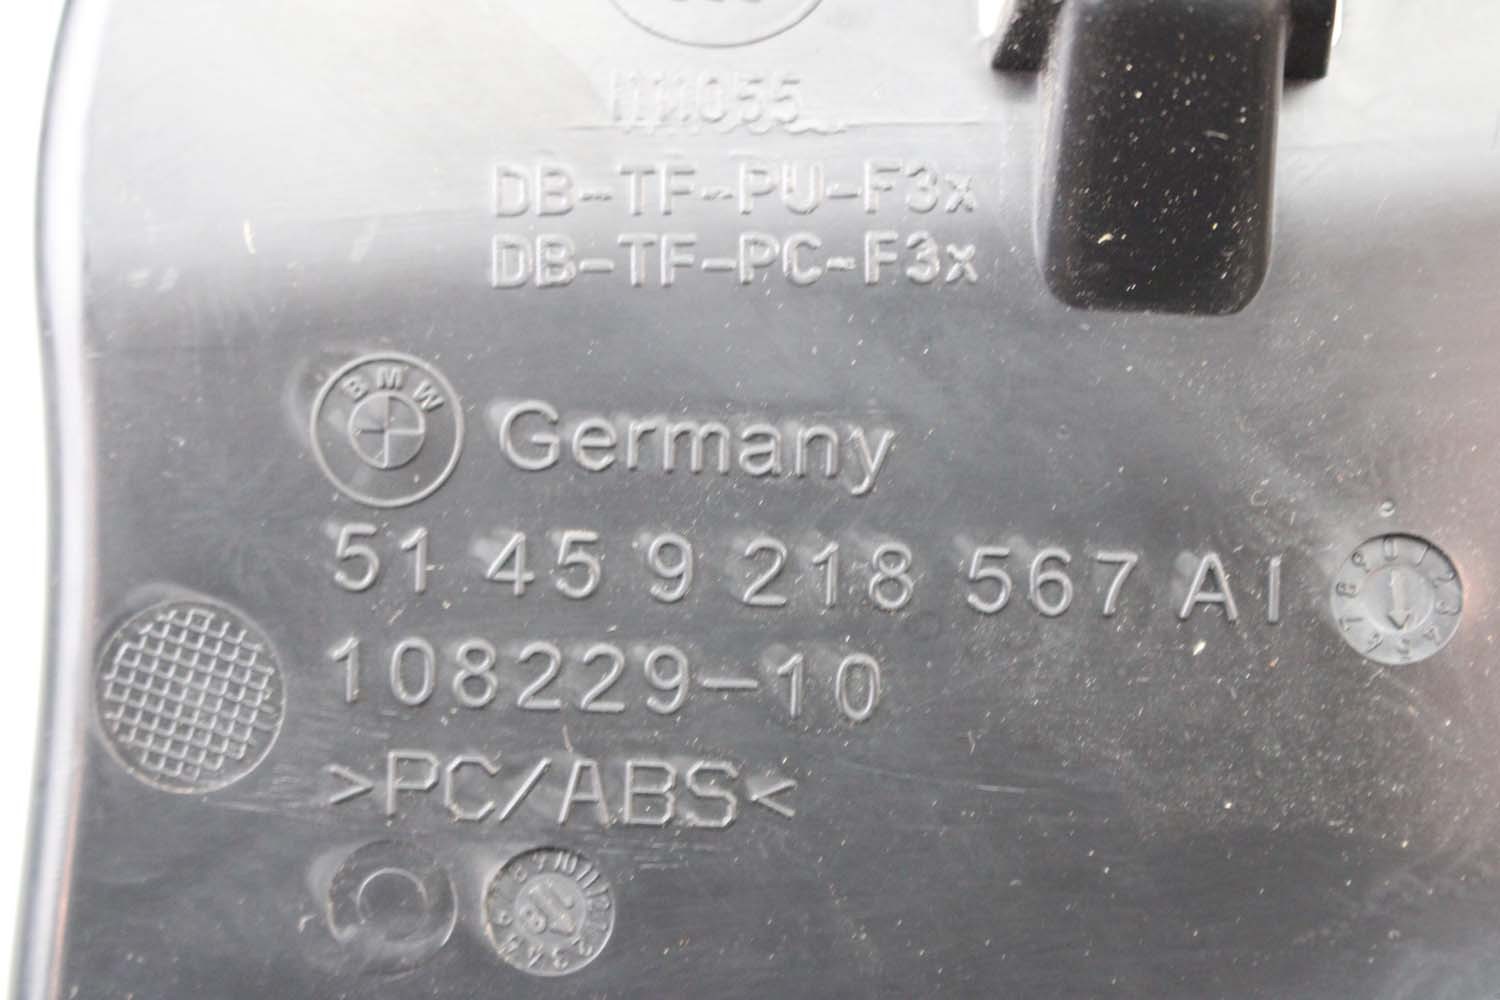 DB-TF-PU-F3x
DB-TF-PC-F3x
BMW Germany
51 45 9 218 567 AI
108229-10
>PC/ABS<
18